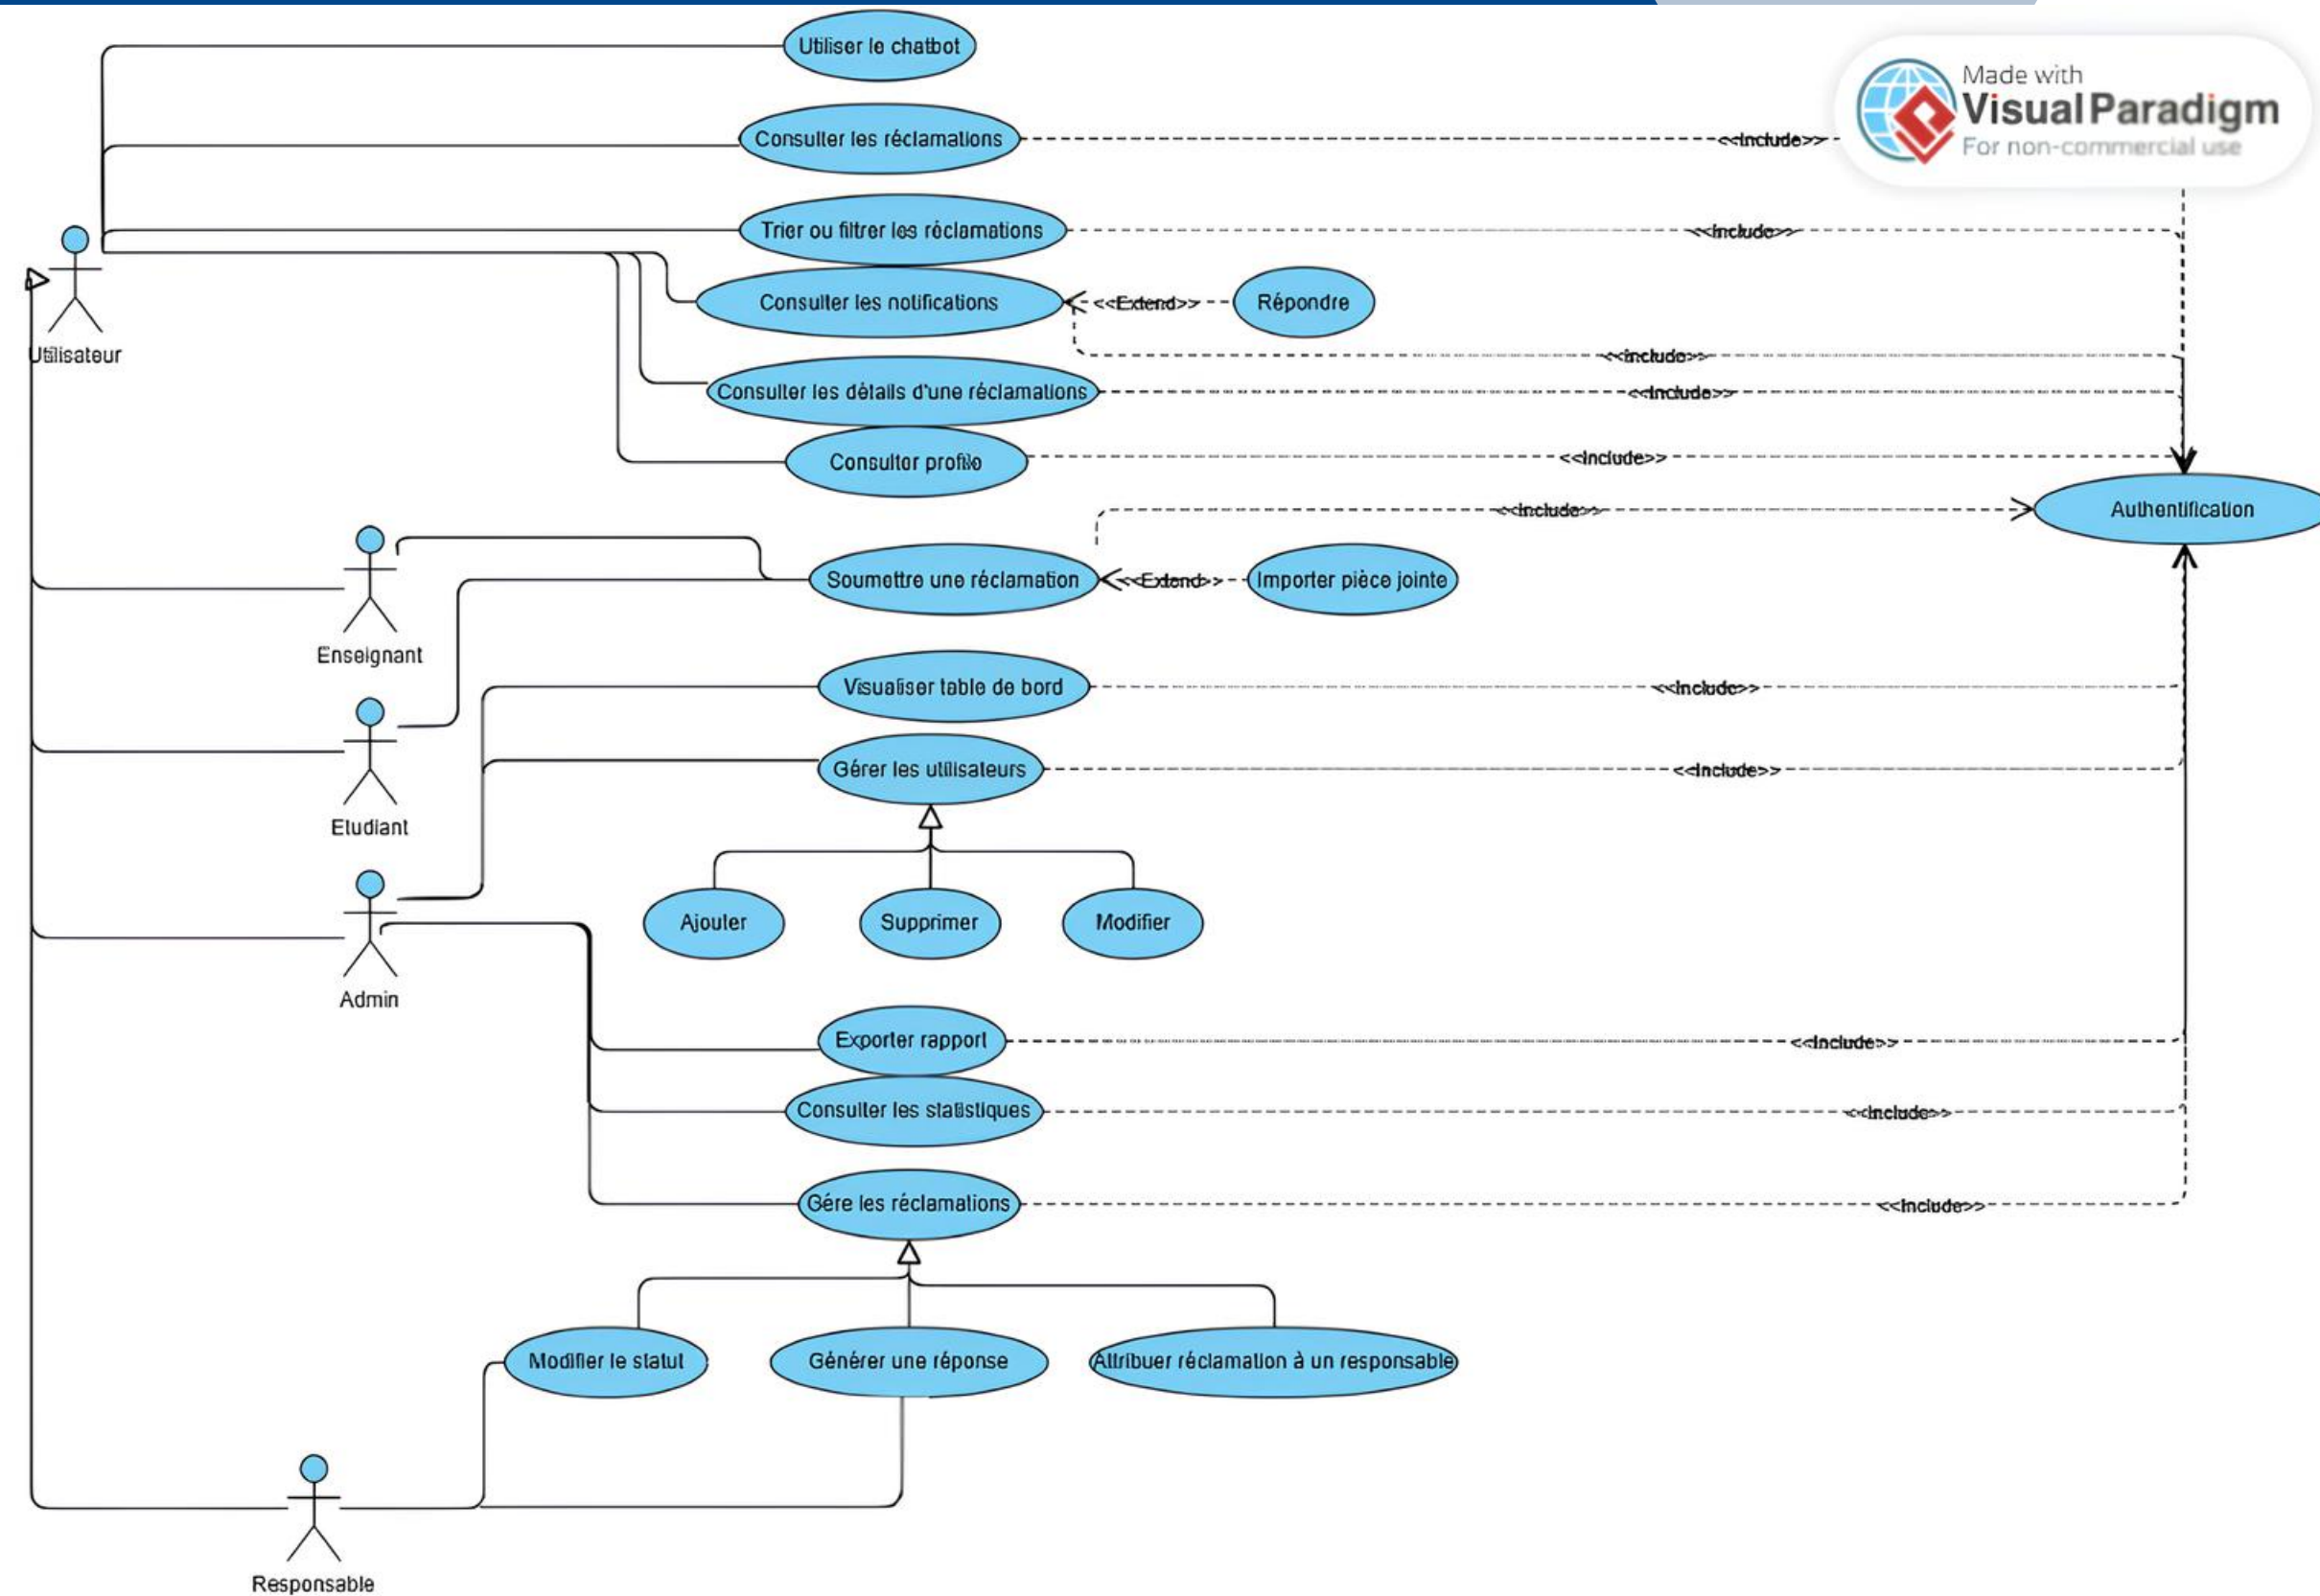 Utiliser le chatbot
Made with
Visual Paradigm
For non-commercial use
Consulter les réclamations
<<Include>>
Trier ou filtrer les réclamations
<<Include>>
Consulter les notifications
<<Extend>>
Répondre
Utilisateur
<<Include>>
Consulter les détails d'une réclamations
<<Include>>
Consulter profile
<<Include>>
<<Include>>
Authentification
Soumettre une réclamation
<<Extend>>
Importer pièce jointe
Enseignant
Visualiser table de bord
<<Include>>
Gérer les utilisateurs
<<Include>>
Etudiant
Ajouter
Supprimer
Modifier
Admin
Exporter rapport
<<Include>>
Consulter les statistiques
<<Include>>
Gére les réclamations
<<Include>>
Modifier le statut
Générer une réponse
Attribuer réclamation à un responsable
Responsable